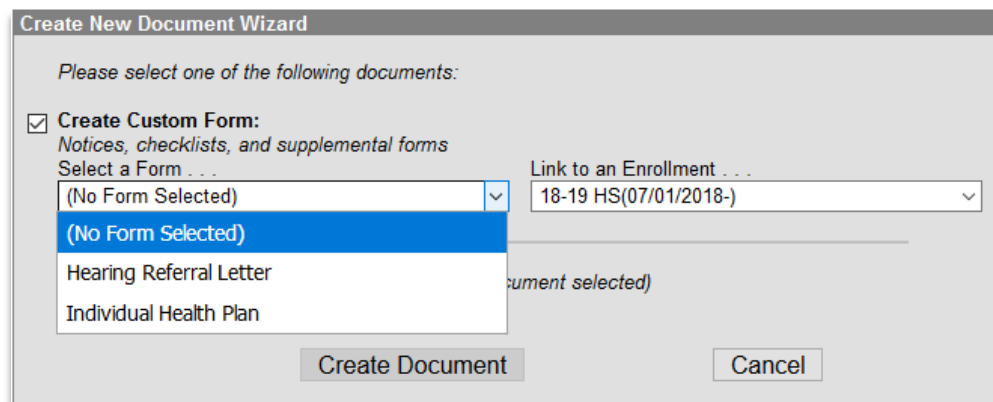 Create New Document Wizard
Please select one of the following documents:
Create Custom Form:
Notices, checklists, and supplemental forms
Select a Form . . .
Link to an Enrollment . . .
(No Form Selected)
18-19 HS(07/01/2018-)
(No Form Selected)
Hearing Referral Letter
selected)
Individual Health Plan
Create Document
Cancel